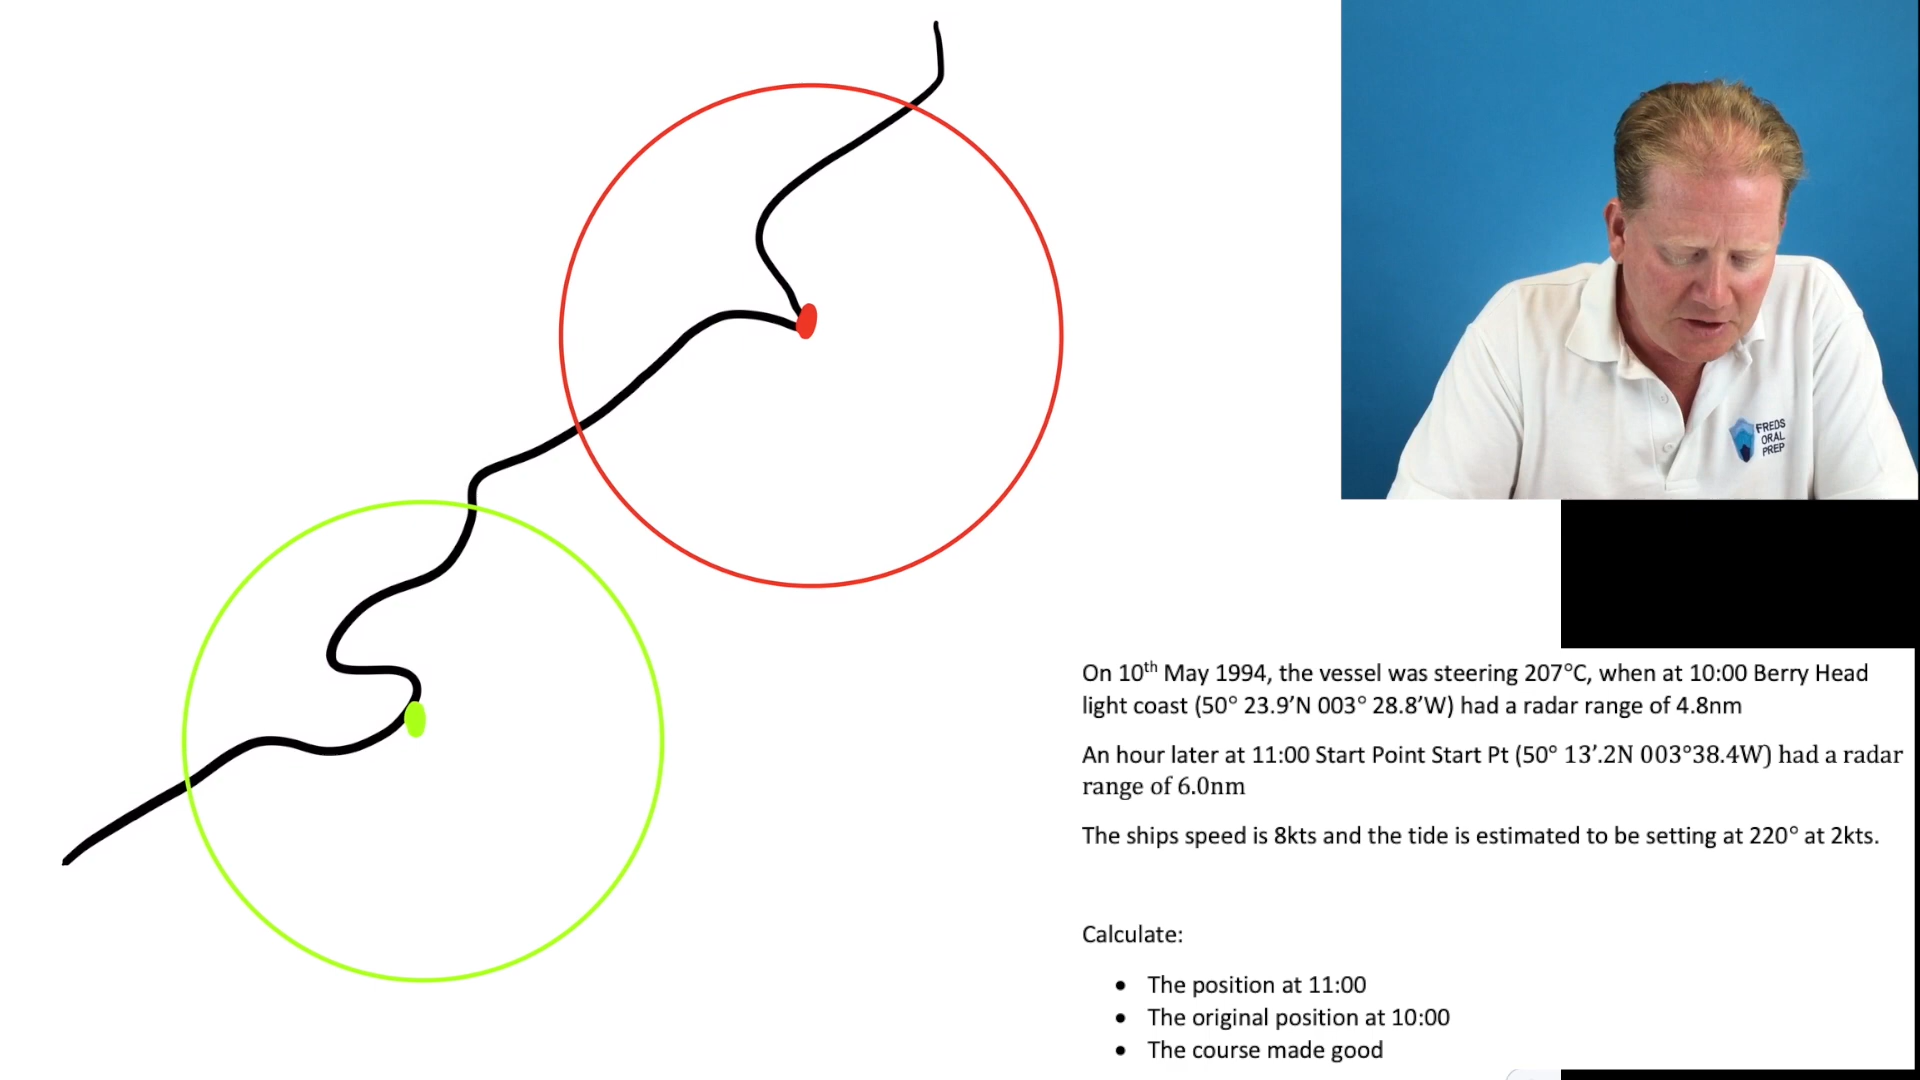 FREDS
ORAL
PREP
On 10th May 1994, the vessel was steering 207°C, when at 10:00 Berry Head
light coast (50° 23.9’N 003° 28.8’W) had a radar range of 4.8nm
An hour later at 11:00 Start Point Start Pt (50° 13’.2N 003°38.4W) had a radar
range of 6.0nm
The ships speed is 8kts and the tide is estimated to be setting at 220° at 2kts.
Calculate:
• The position at 11:00
• The original position at 10:00
• The course made good